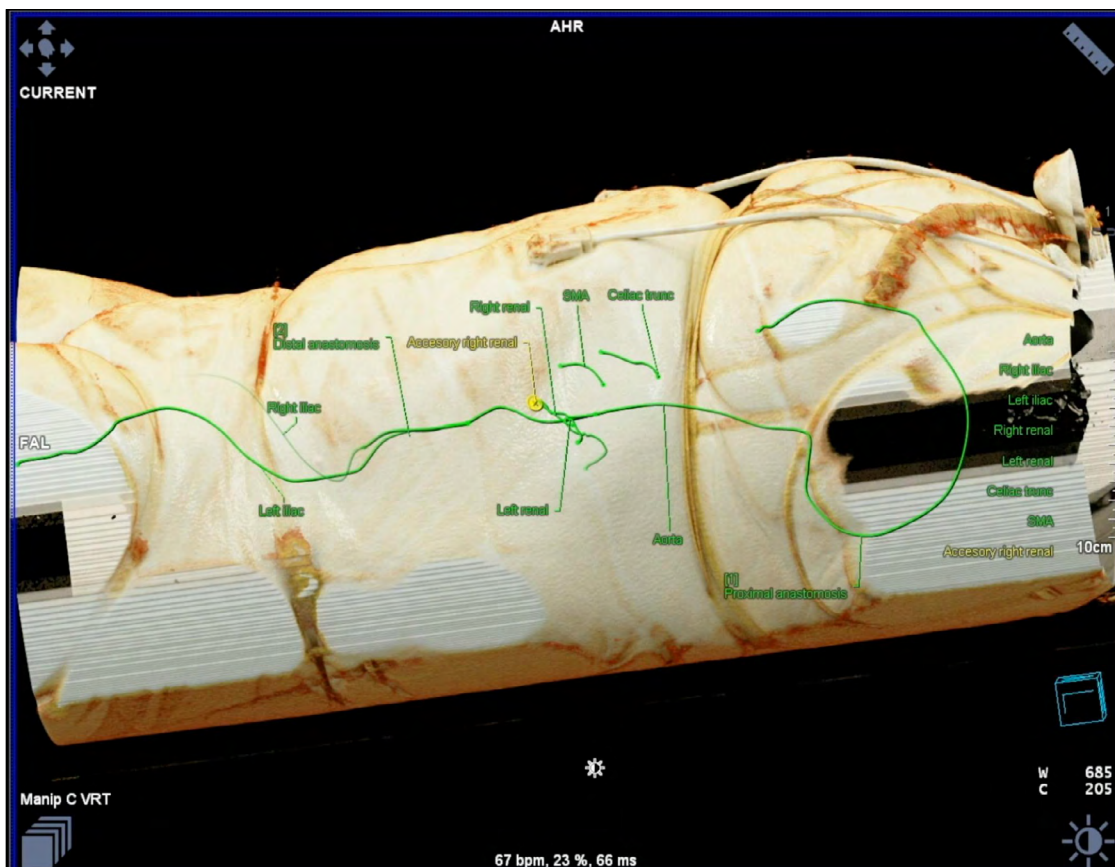 AHR
CURRENT
Right renal
SMA
Celiac trunc
[2]
Distal anastomosis
Accesory right renal
Right iliac
Left iliac
Left renal
Aorta
[1]
Proximal anastomosis
FAL
Aorta
Right iliac
Left iliac
Right renal
Left renal
Celiac trunc
SMA
Accesory right renal
10cm
W 685
C 205
Manip C VRT
67 bpm, 23 %, 66 ms